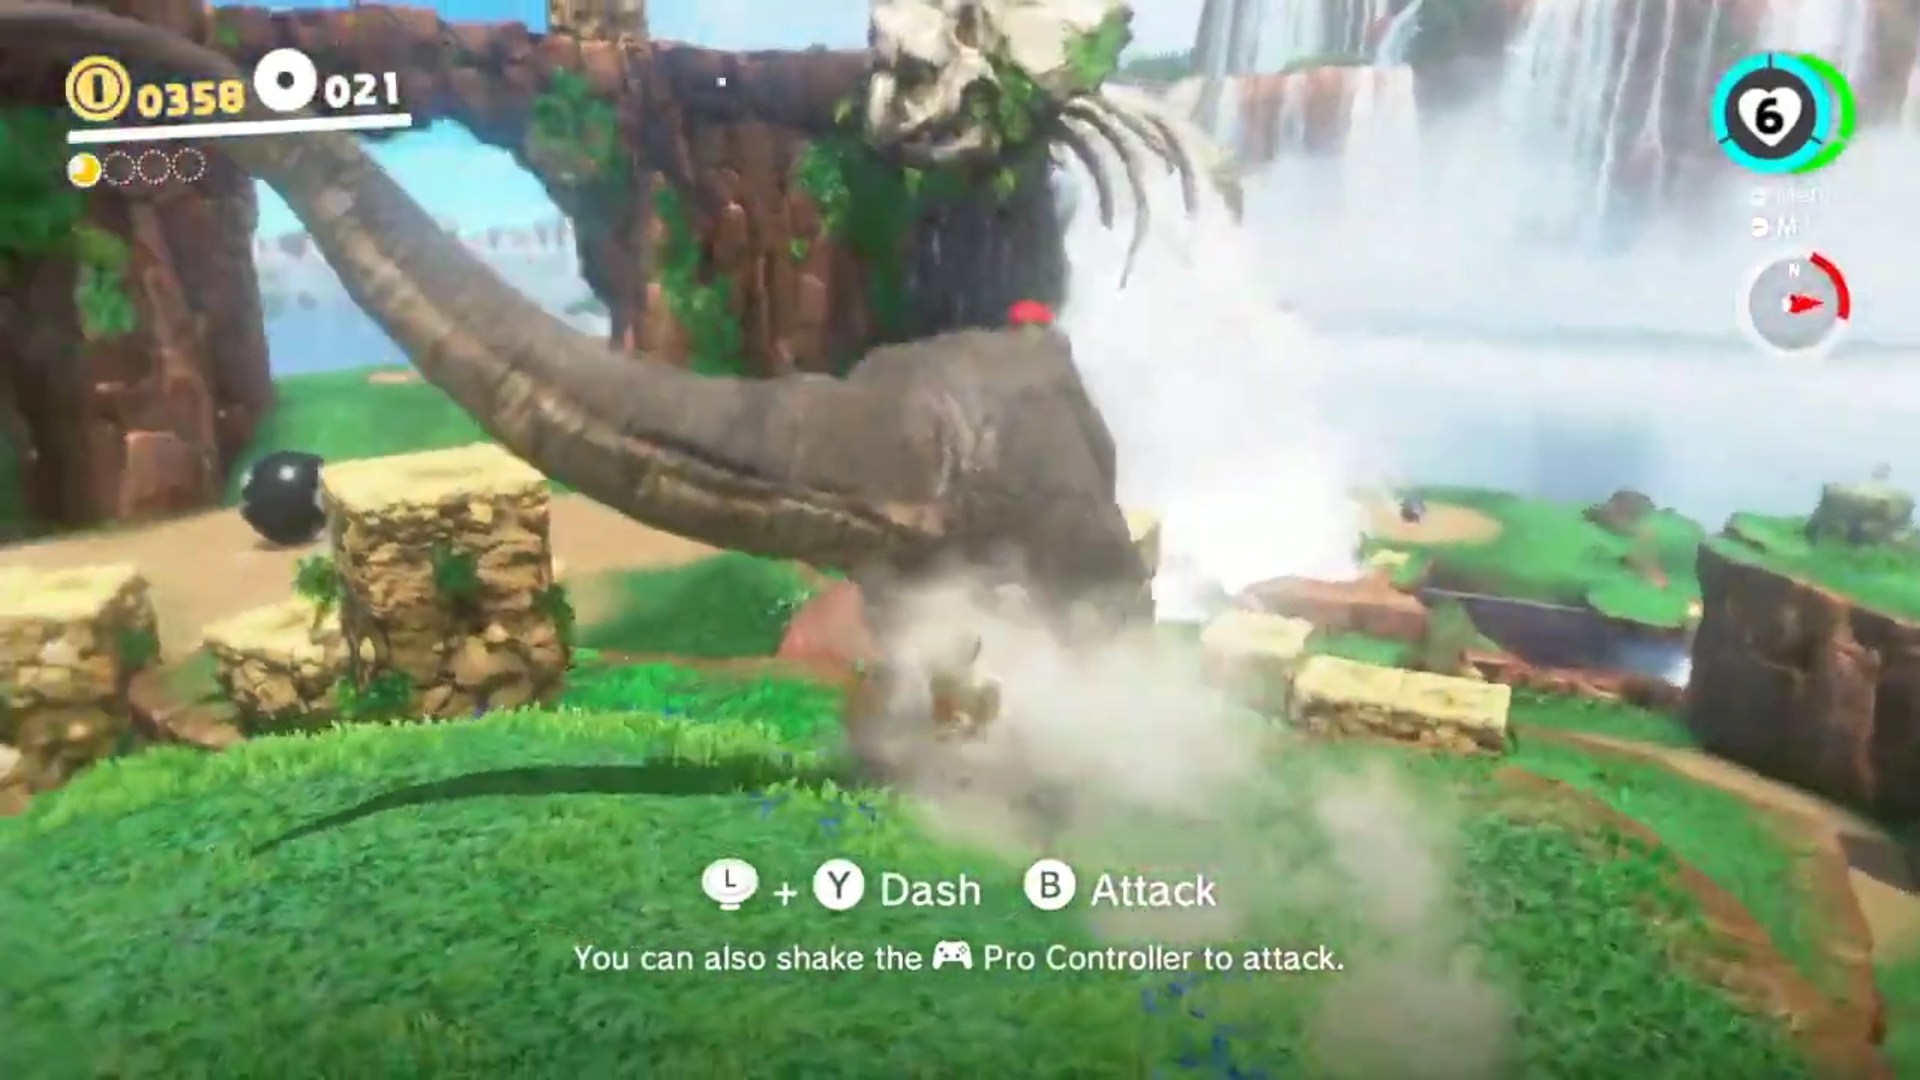 0358 021
6
N
L + Y Dash B Attack
You can also shake the Pro Controller to attack.